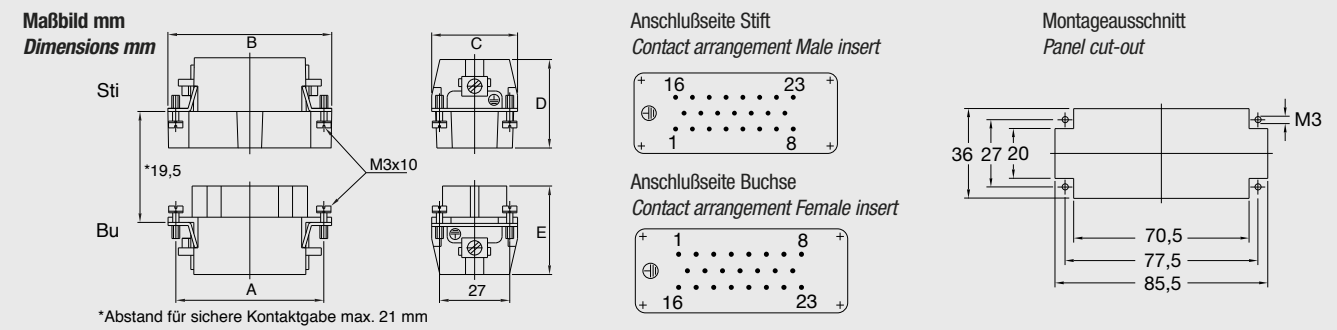 Maßbild mm
Dimensions mm
B
C
Sti
D
*19,5
M3x10
Bu
E
A
27
*Abstand für sichere Kontaktgabe max. 21 mm
Anschlußseite Stift
Contact arrangement Male insert
16 23
1 8
Anschlußseite Buchse
Contact arrangement Female insert
1 8
16 23
Montageausschnitt
Panel cut-out
M3
36 27 20
70,5
77,5
85,5